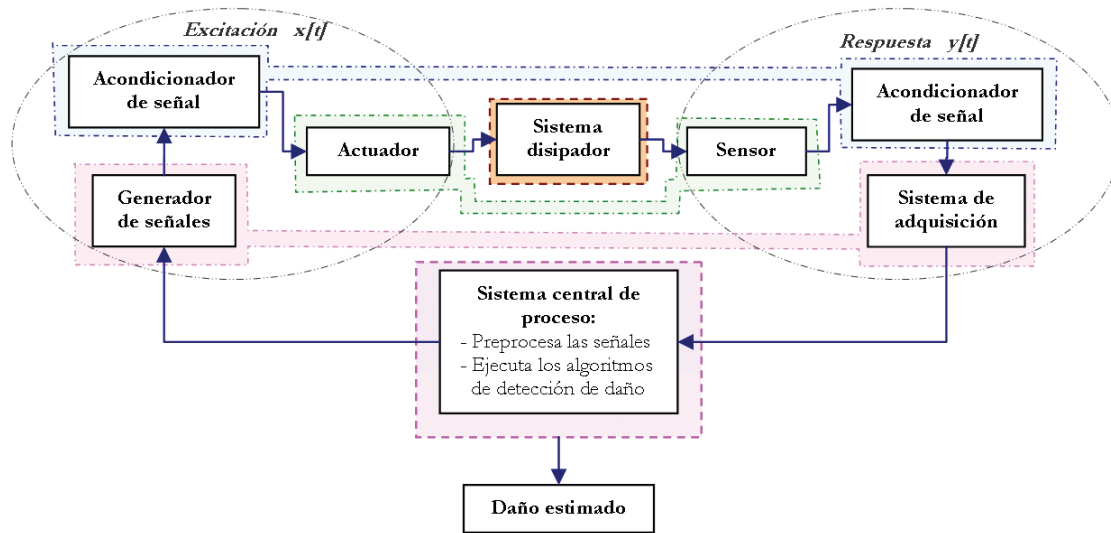 Excitación x[t]
Respuesta y[t]
Acondicionador
de señal
Acondicionador
de señal
Sistema
disipador
Actuador
Sensor
Generador
de señales
Sistema de
adquisición
Sistema central de
proceso:
- Preprocesa las señales
- Ejecuta los algoritmos
de detección de daño
Daño estimado